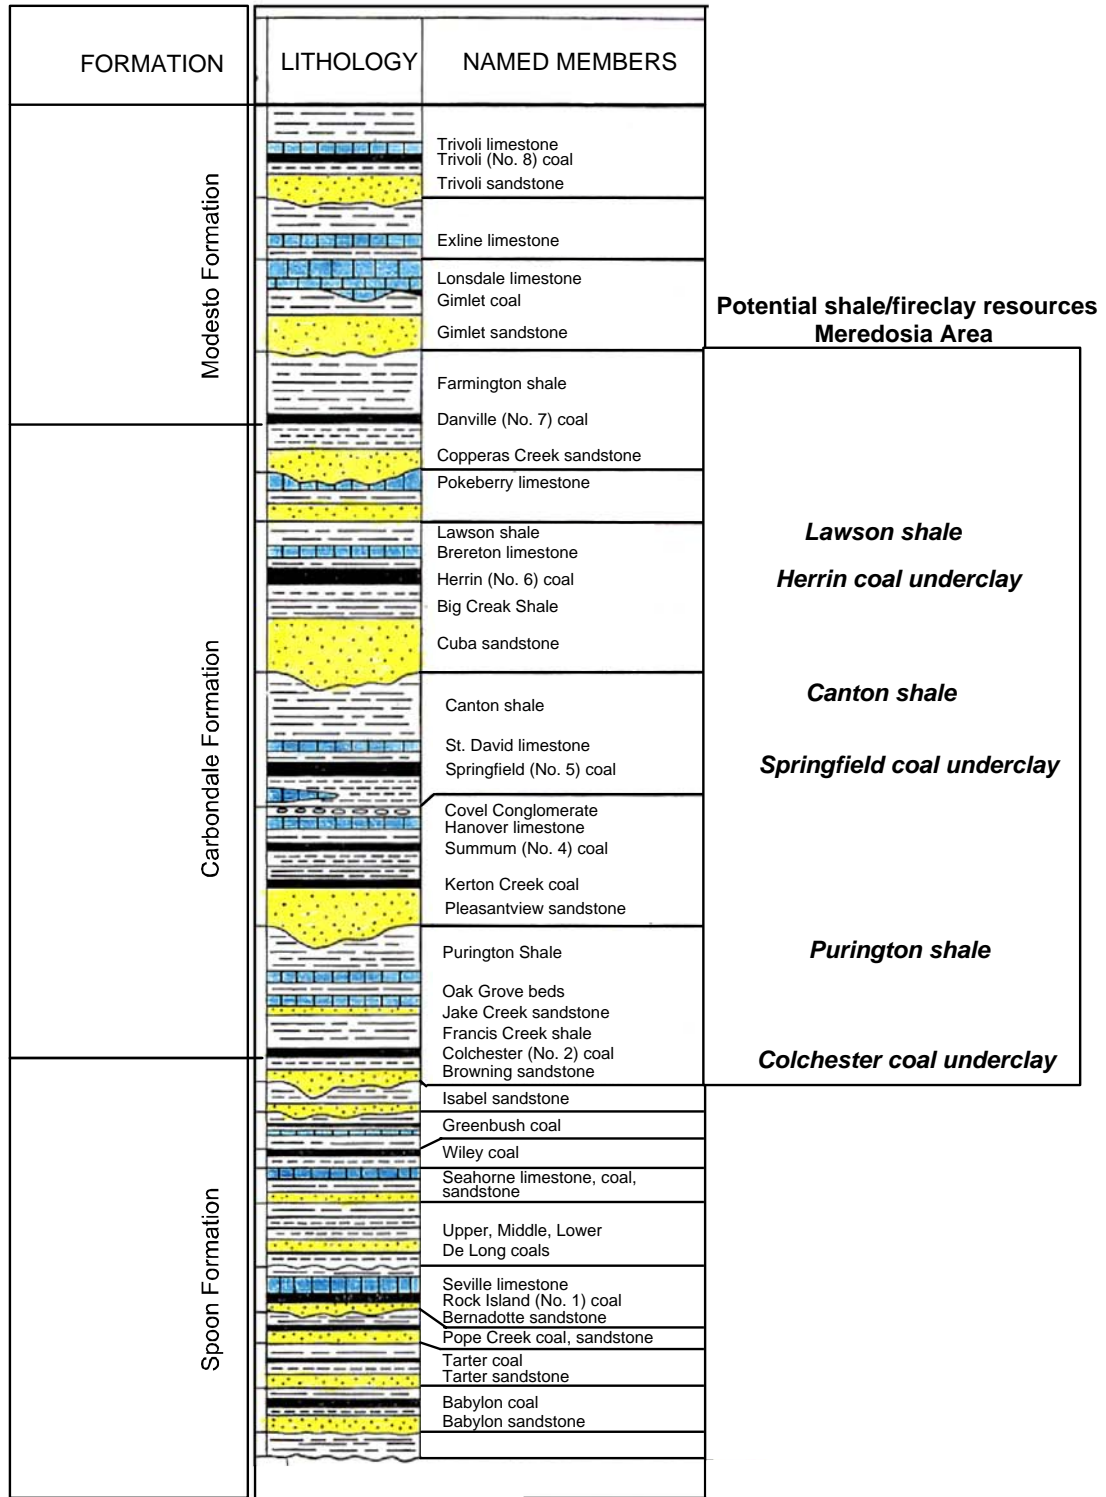 FORMATION
LITHOLOGY
NAMED MEMBERS
Modesto Formation
Trivoli limestone
Trivoli (No. 8) coal
Trivoli sandstone
Exline limestone
Lonsdale limestone
Gimlet coal
Gimlet sandstone
Potential shale/fireclay resources
Meredosia Area
Farmington shale
Danville (No. 7) coal
Carbondale Formation
Copperas Creek sandstone
Pokeberry limestone
Lawson shale
Lawson shale
Brereton limestone
Herrin (No. 6) coal
Herrin coal underclay
Big Creak Shale
Cuba sandstone
Canton shale
Canton shale
St. David limestone
Springfield (No. 5) coal
Springfield coal underclay
Covel Conglomerate
Hanover limestone
Summum (No. 4) coal
Kerton Creek coal
Pleasantview sandstone
Purington Shale
Purington shale
Oak Grove beds
Jake Creek sandstone
Francis Creek shale
Colchester (No. 2) coal
Colchester coal underclay
Browning sandstone
Spoon Formation
Isabel sandstone
Greenbush coal
Wiley coal
Seahorne limestone, coal,
sandstone
Upper, Middle, Lower
De Long coals
Seville limestone
Rock Island (No. 1) coal
Bernadotte sandstone
Pope Creek coal, sandstone
Tarter coal
Tarter sandstone
Babylon coal
Babylon sandstone